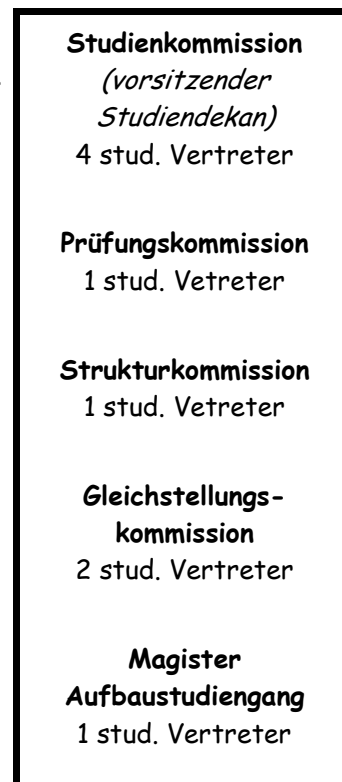 Studienkommission
(vorsitzender
Studiendekan)
4 stud. Vertreter
Prüfungskommission
1 stud. Vetreter
Strukturkommission
1 stud. Vetreter
Gleichstellungs-
kommission
2 stud. Vertreter
Magister
Aufbaustudiengang
1 stud. Vertreter